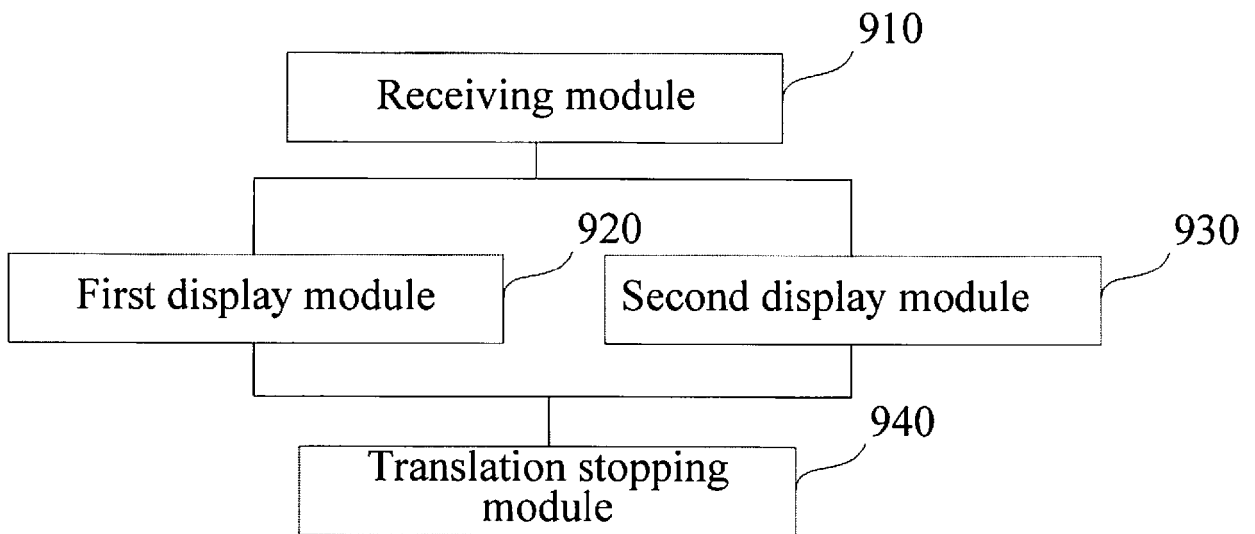 910
Receiving module
920
930
First display module
Second display module
940
Translation stopping
module